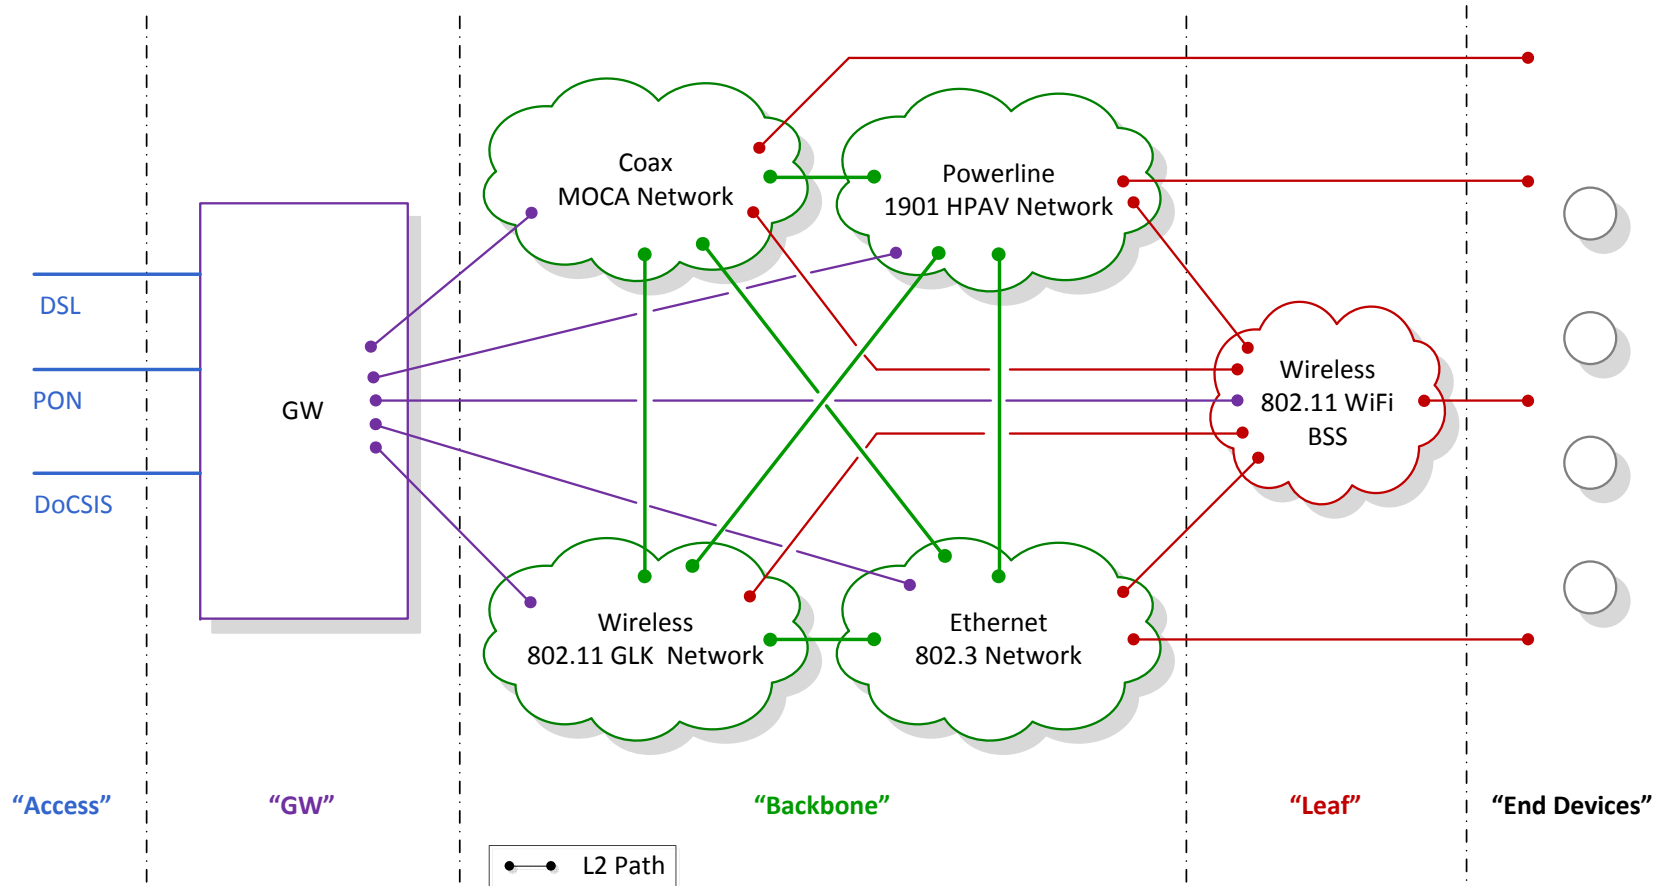 Coax
MOCA Network
Powerline
1901 HPAV Network
DSL
PON
DoCSIS
GW
Wireless
802.11 WiFi
BSS
Wireless
802.11 GLK  Network
Ethernet
802.3 Network
“Access”
“GW”
“Backbone”
“Leaf”
“End Devices”
L2 Path